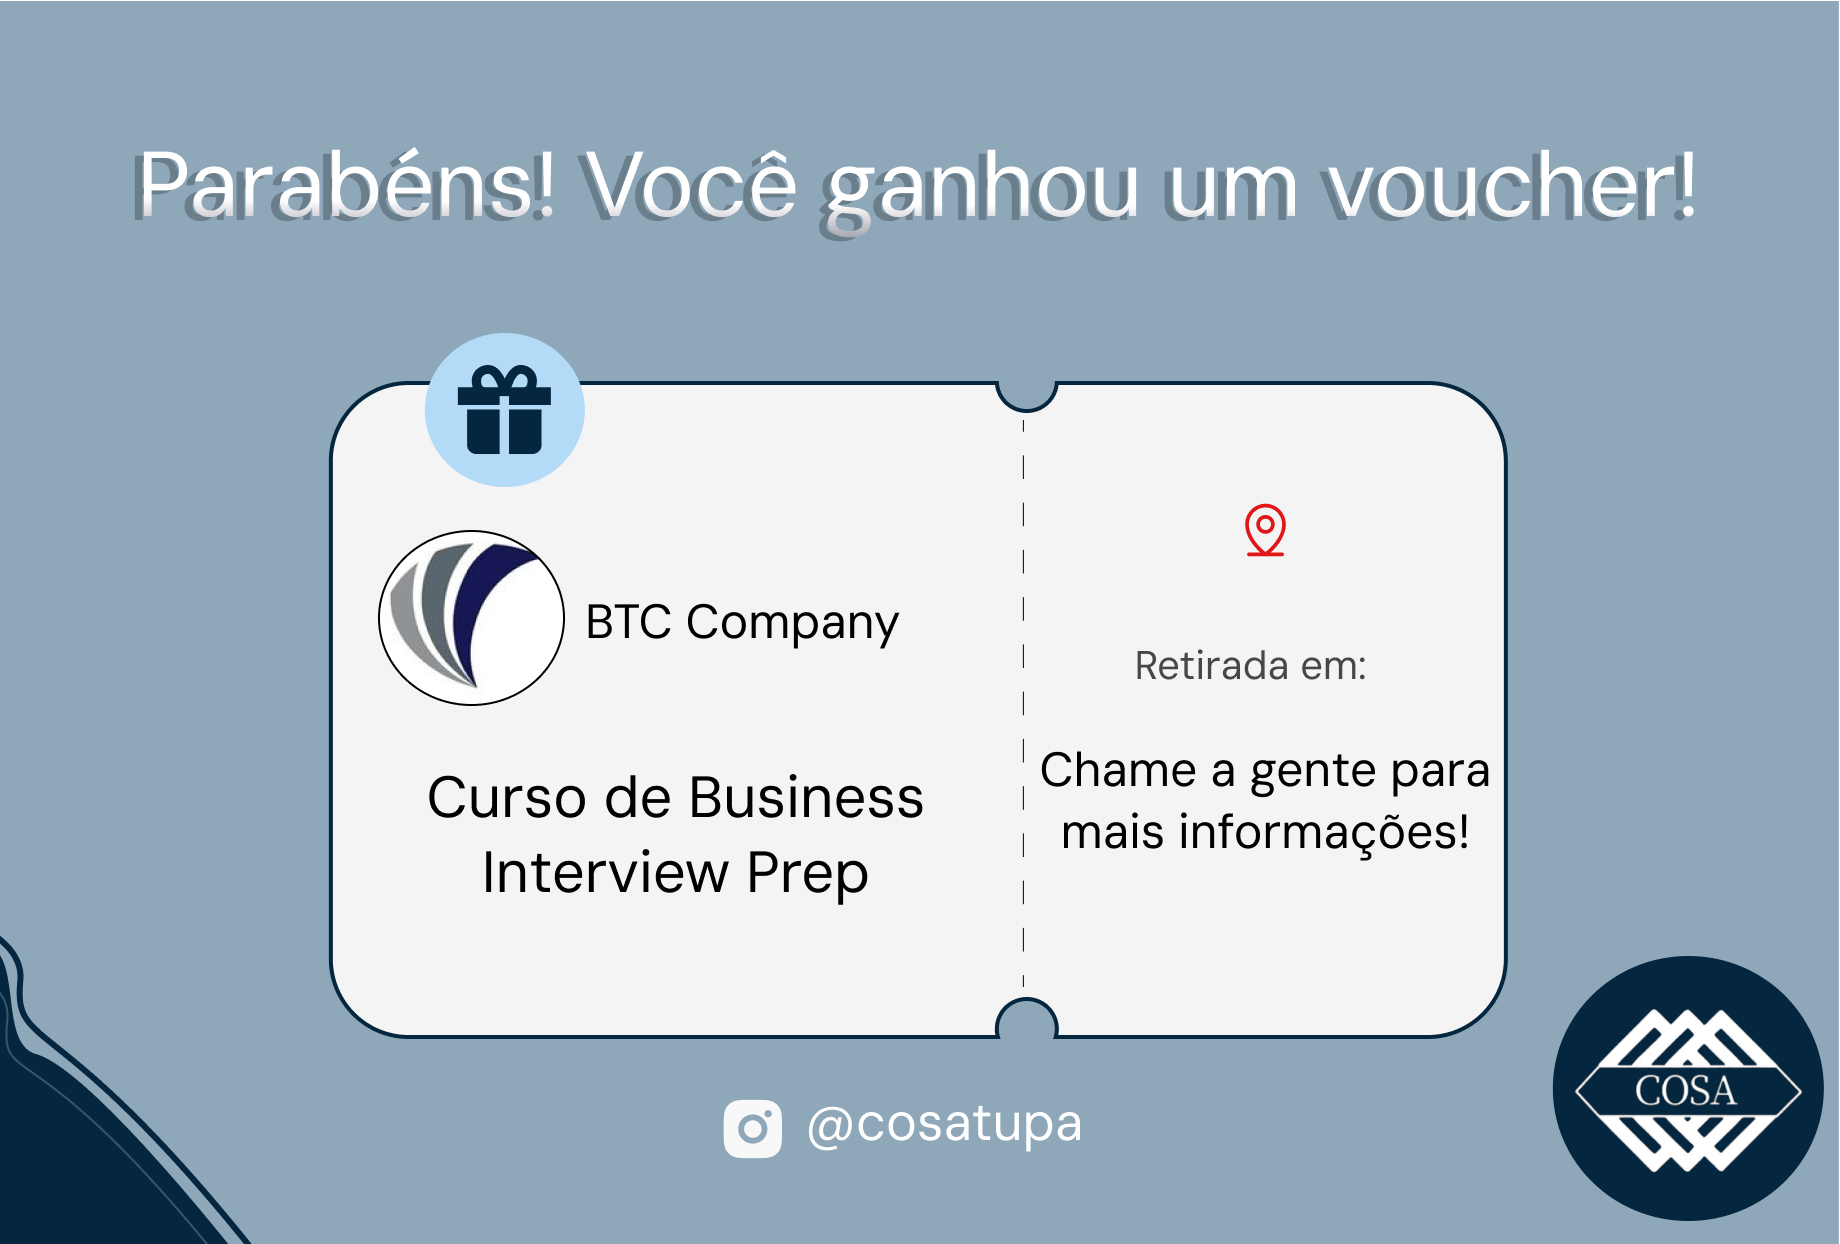 Parabéns! Você ganhou um voucher!
BTC Company
Curso de Business
Interview Prep
Retirada em:
Chame a gente para
mais informações!
@cosatupa
COSA